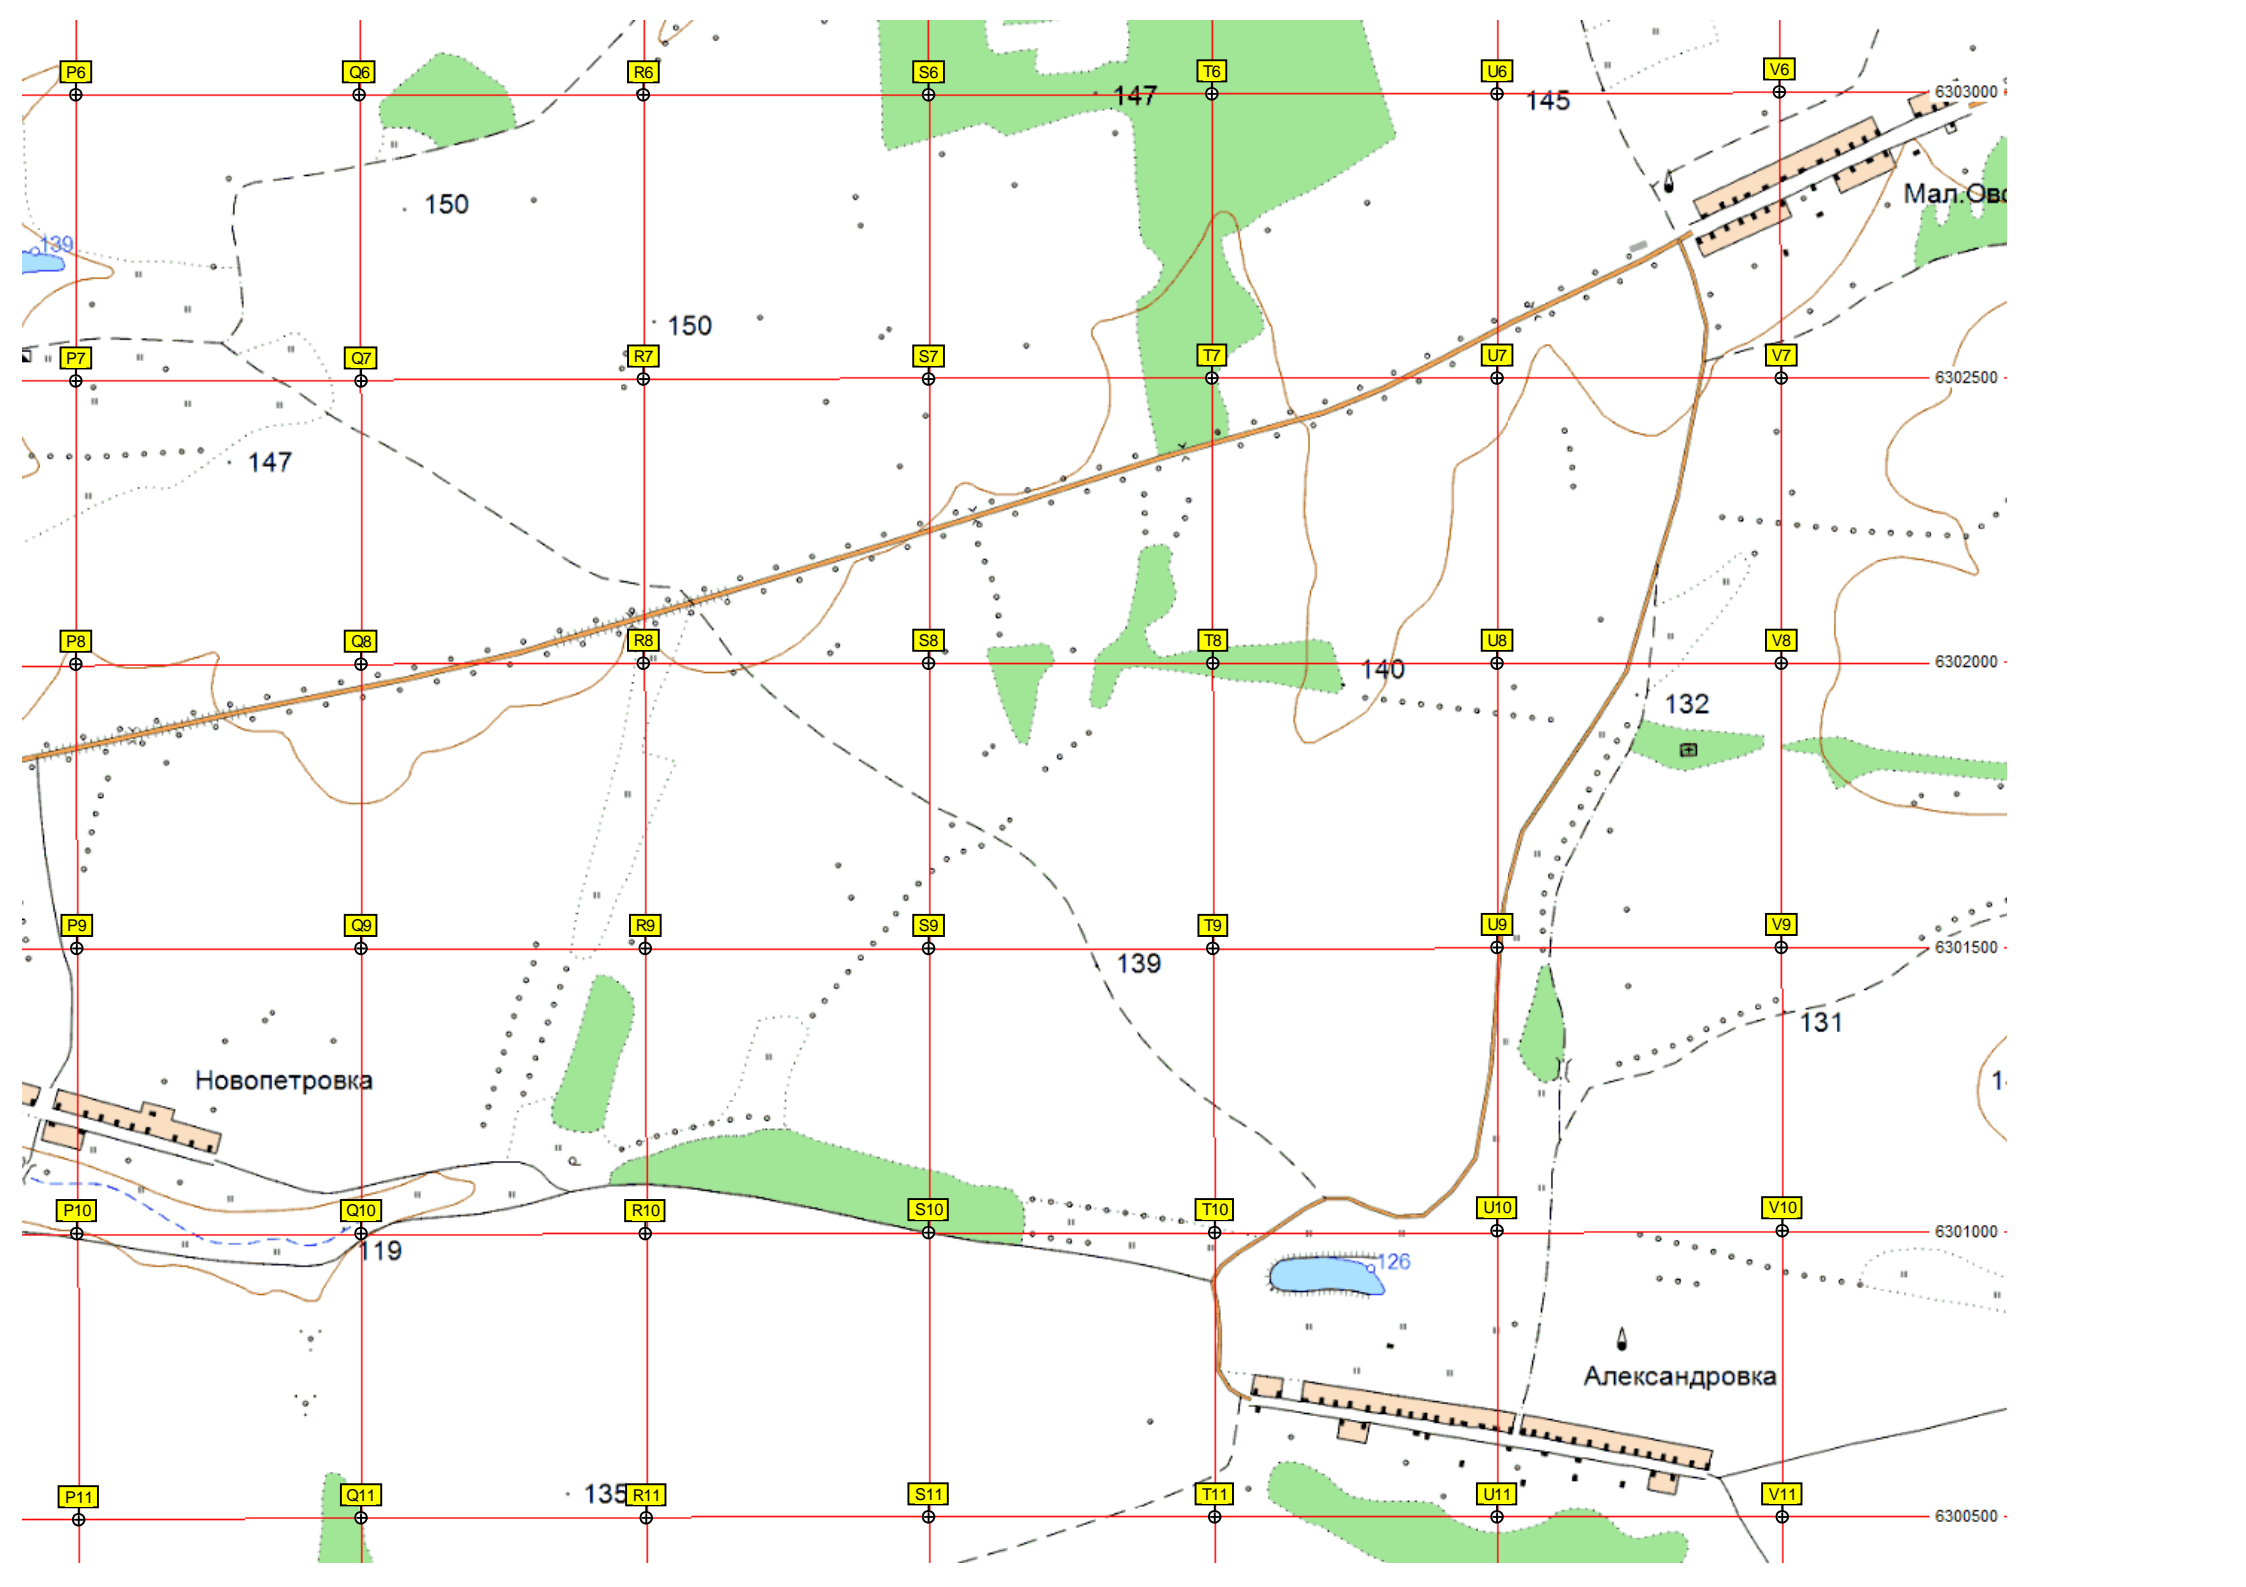 P6 Q6 R6 S6 T6 U6 V6
147 145 6303000
150
Мал.Овс
139
150
P7 Q7 R7 S7 T7 U7 V7
6302500
147
P8 Q8 R8 S8 T8 U8 V8
140 6302000
132
P9 Q9 R9 S9 T9 U9 V9
139 6301500
131
Новопетровка
P10 Q10 R10 S10 T10 U10 V10
6301000
119 126
Александровка
135
P11 Q11 R11 S11 T11 U11 V11
6300500